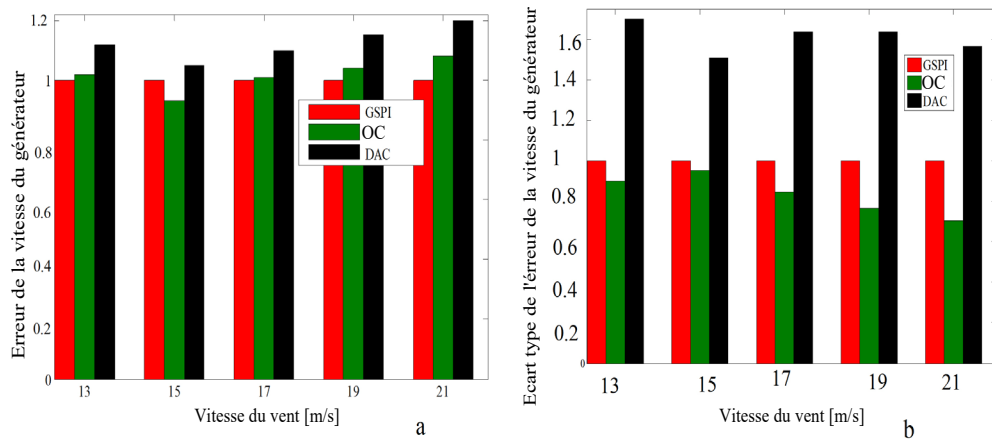 Erreur de la vitesse du générateur
1.2
1
0.8
0.6
0.4
0.2
0
GSPI
OC
DAC
13
15
17
19
21
Vitesse du vent [m/s]
a
Ecart type de l'érreur de la vitesse du générateur
1.6
1.4
1.2
1
0.8
0.6
0.4
0.2
0
GSPI
OC
DAC
13
15
17
19
21
Vitesse du vent [m/s]
b